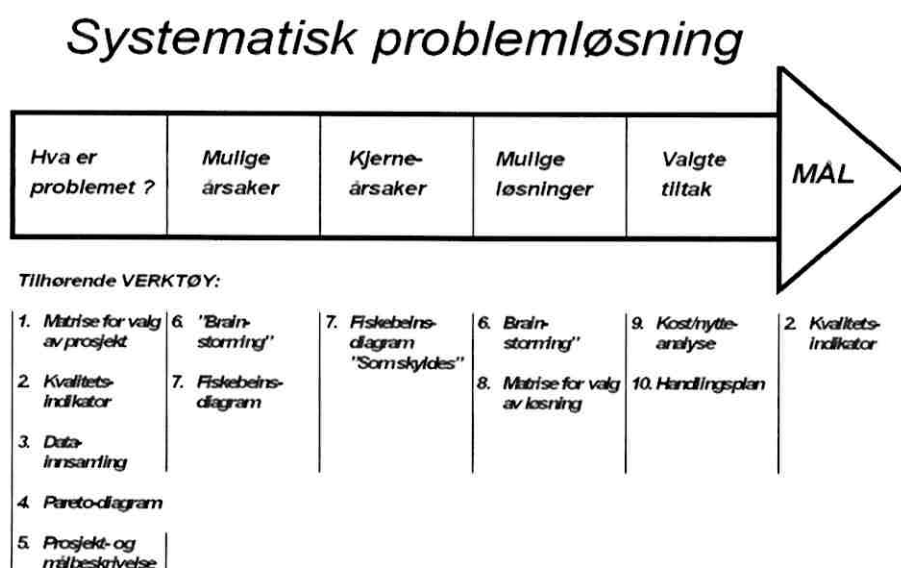 Systematisk problemløsning
Hva er
problemet ?
Mulige
årsaker
Kjerne-
årsaker
Mulige
løsninger
Valgte
tiltak
MÅL
Tilhørende VERKTØY:
1. Matrise for valg
av prosjekt
2. Kvalitets-
indikator
3. Data-
innsamling
4. Pareto-diagram
5. Prosjekt- og
målbeskrivelse
6. "Brain-
storming"
7. Fiskebeins-
diagram
7. Fiskebeins-
diagram
"Som skyldes"
6. Brain-
storming"
8. Matrise for valg
av løsning
9. Kost/nytte-
analyse
10. Handlingsplan
2. Kvalitets-
indikator